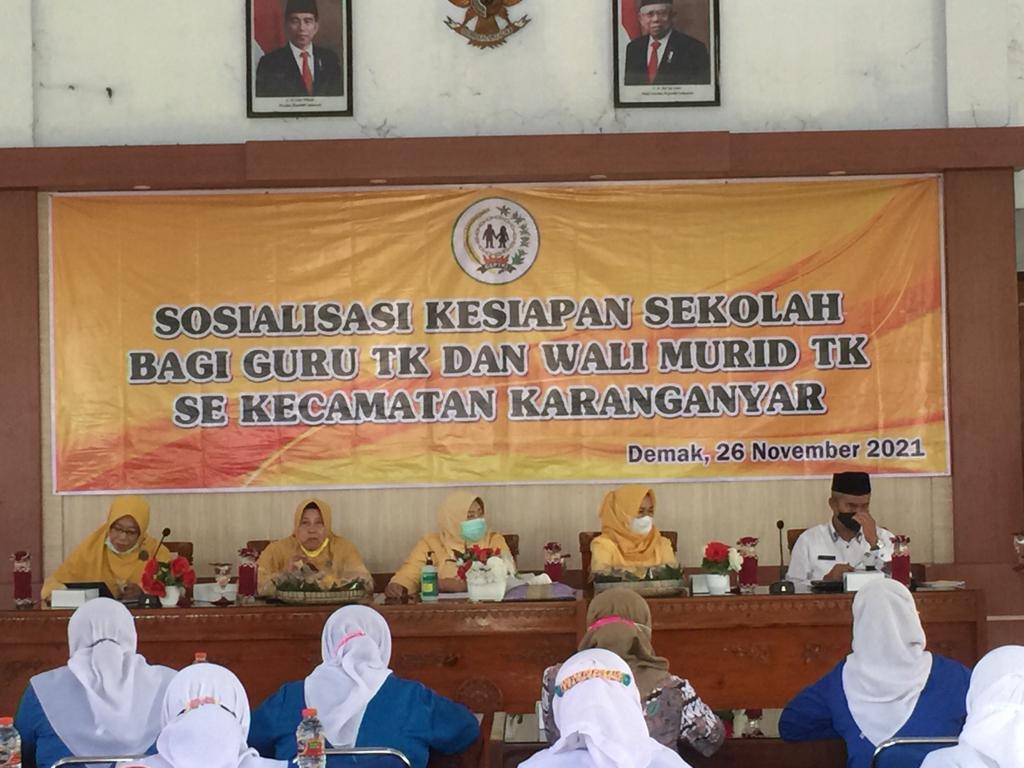 SOSIALISASI KESIAPAN SEKOLAH
BAGI GURU TK DAN WALI MURID TK
SE KECAMATAN KARANGANYAR
Demak, 26 November 2021